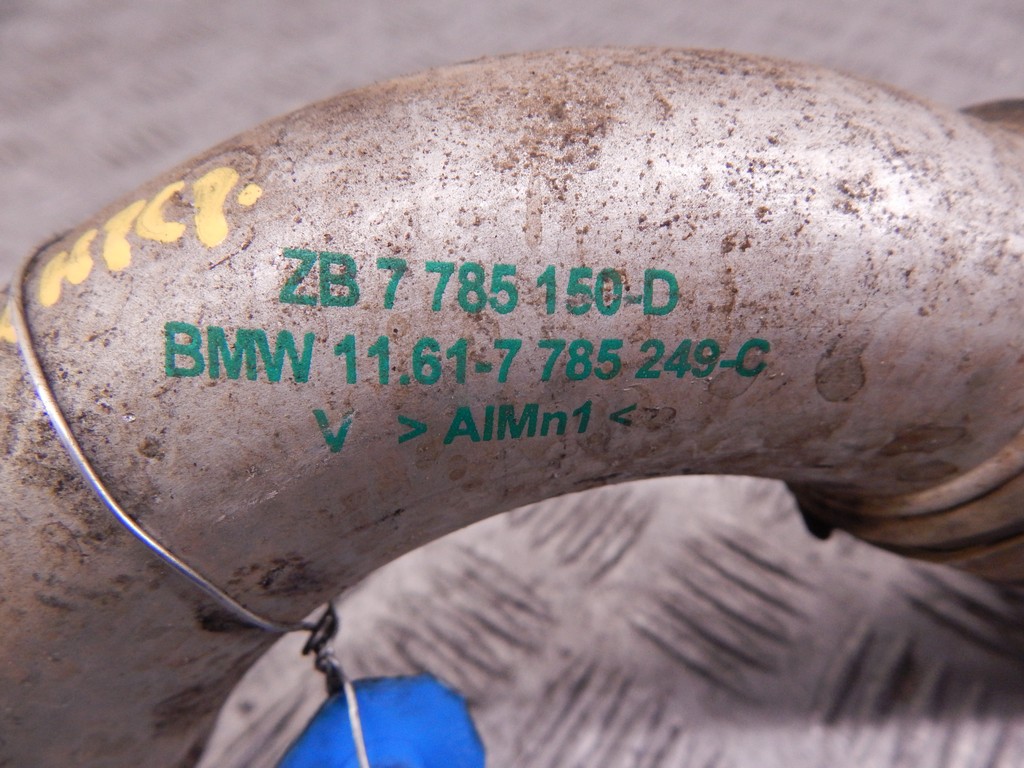 ZB 7 785 150-D
BMW 11.61-7 785 249-C
V > AlMn1 <